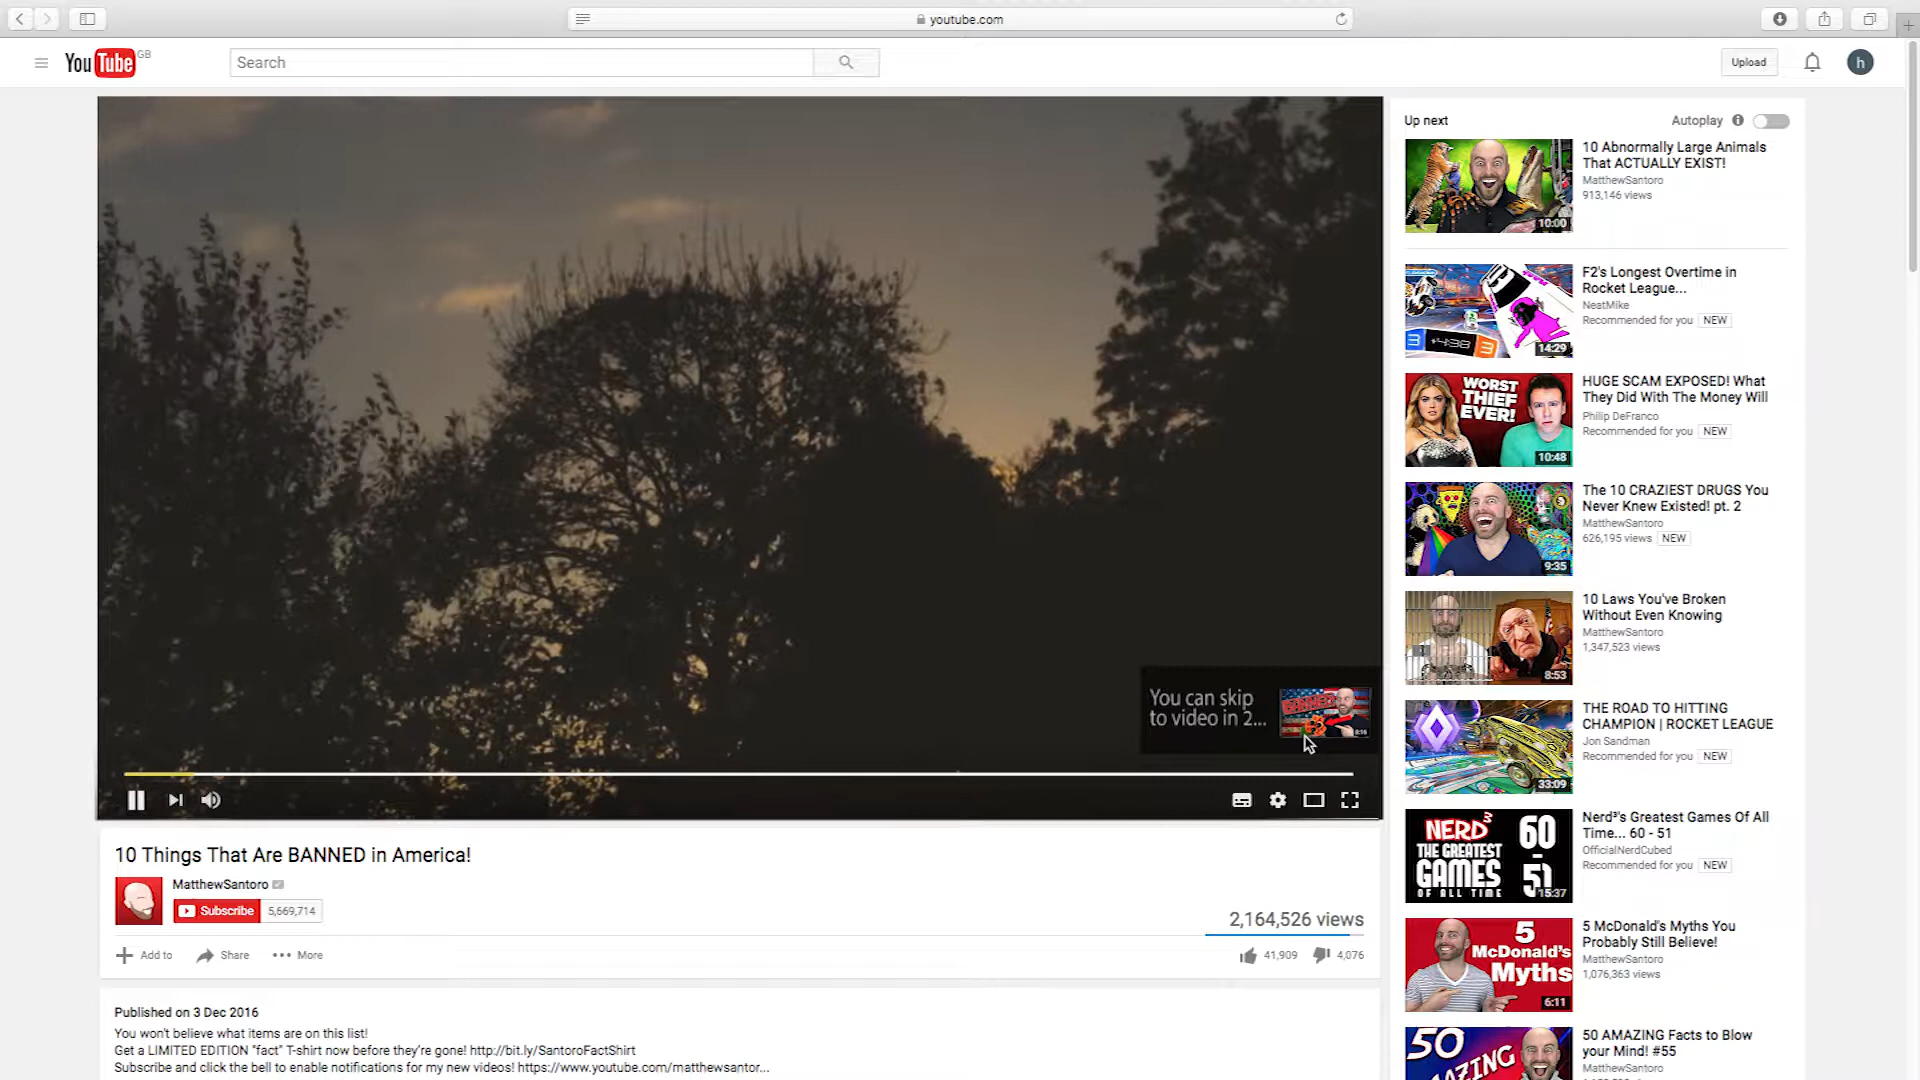 youtube.com
YouTube GB
Search
Upload
h
You can skip
to video in 2...
BANNED
8:16
10 Things That Are BANNED in America!
MatthewSantoro
Subscribe 5,669,714
2,164,526 views
Add to Share More
41,909 4,076
Published on 3 Dec 2016
You won't believe what items are on this list!
Get a LIMITED EDITION "fact" T-shirt now before they're gone! http://bit.ly/SantoroFactShirt
Subscribe and click the bell to enable notifications for my new videos! https://www.youtube.com/matthewsantor...
Up next Autoplay
10:00
10 Abnormally Large Animals
That ACTUALLY EXIST!
MatthewSantoro
913,146 views
3 +4:38 3
14:29
F2's Longest Overtime in
Rocket League...
NeatMike
Recommended for you NEW
WORST
THIEF
EVER!
10:48
HUGE SCAM EXPOSED! What
They Did With The Money Will
Philip DeFranco
Recommended for you NEW
9:35
The 10 CRAZIEST DRUGS You
Never Knew Existed! pt. 2
MatthewSantoro
626,195 views NEW
8:53
10 Laws You've Broken
Without Even Knowing
MatthewSantoro
1,347,523 views
33:09
THE ROAD TO HITTING
CHAMPION | ROCKET LEAGUE
Jon Sandman
Recommended for you NEW
NERD³
THE GREATEST
GAMES
OF ALL TIME
60
-
51
15:37
Nerd³'s Greatest Games Of All
Time... 60 - 51
OfficialNerdCubed
Recommended for you NEW
5
McDonald's
Myths
6:11
5 McDonald's Myths You
Probably Still Believe!
MatthewSantoro
1,076,363 views
50
AMAZING
50 AMAZING Facts to Blow
your Mind! #55
MatthewSantoro